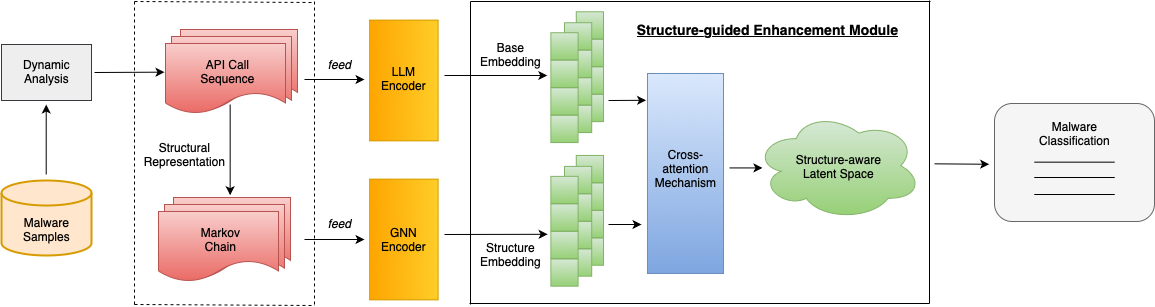 Structure-guided Enhancement Module
Dynamic
Analysis
API Call
Sequence
feed
LLM
Encoder
Base
Embedding
Structural
Representation
Cross-
attention
Mechanism
Structure-aware
Latent Space
Malware
Classification
Malware
Samples
Markov
Chain
feed
GNN
Encoder
Structure
Embedding